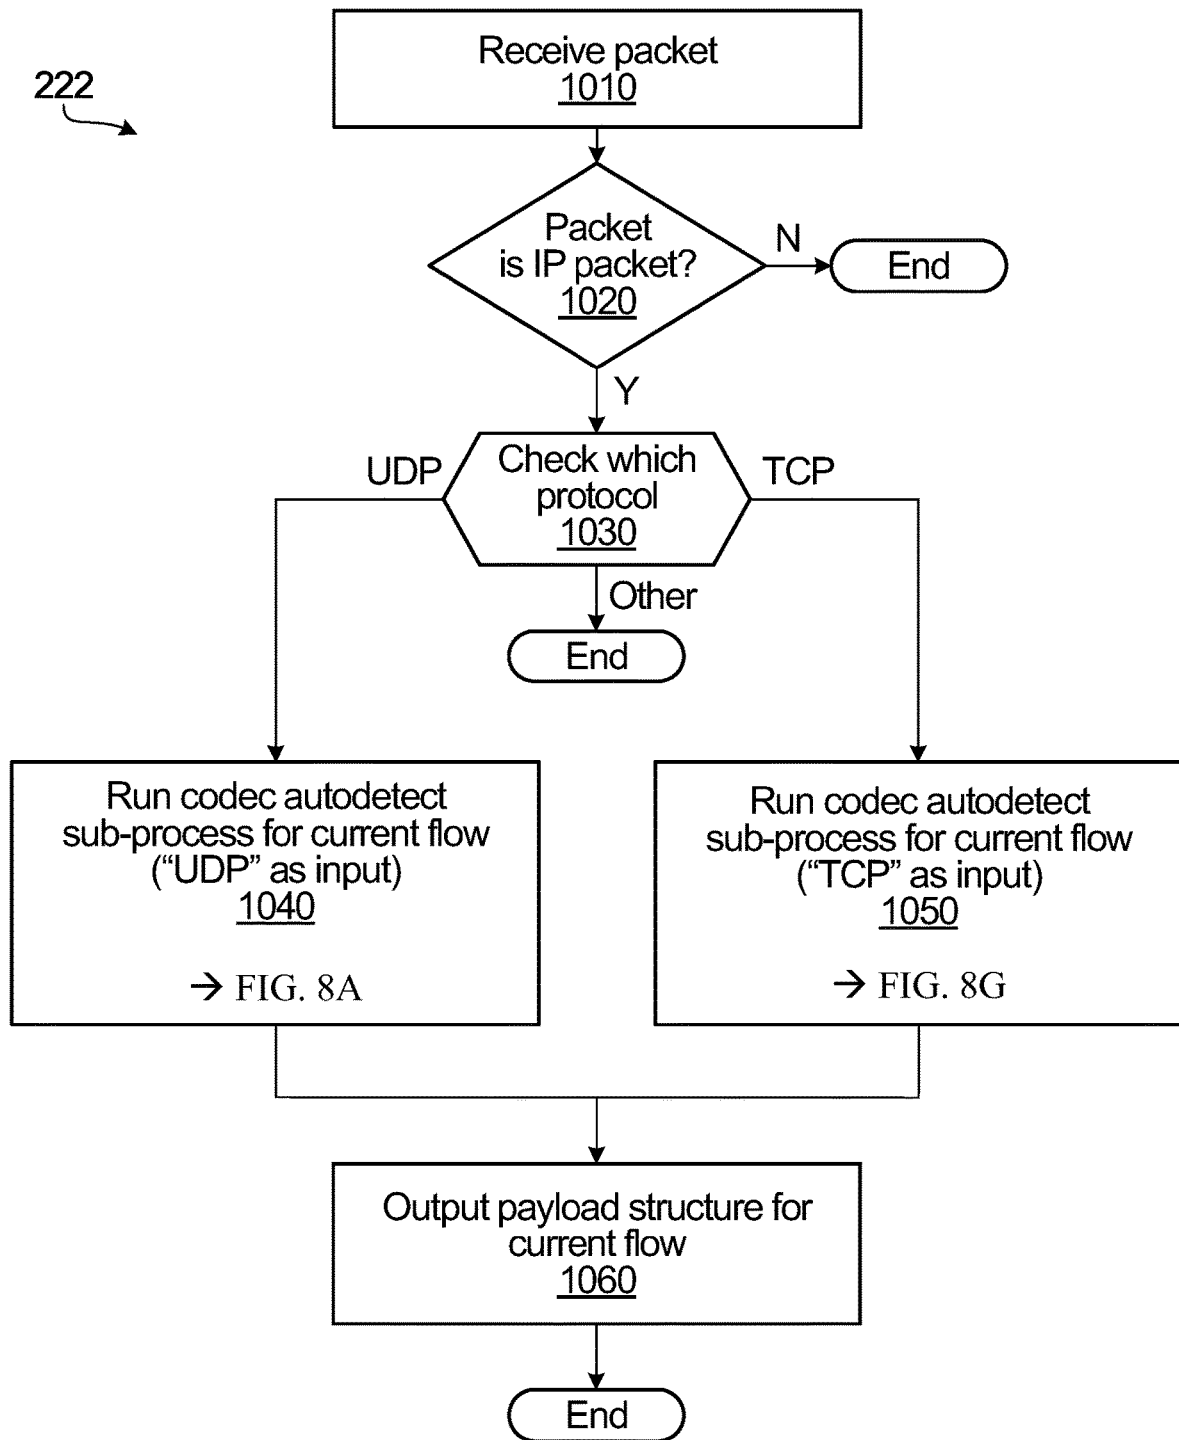 Receive packet
1010
222
Packet
is IP packet?
1020
N
End
Y
UDP
Check which
protocol
1030
TCP
Other
End
Run codec autodetect
sub-process for current flow
(“UDP” as input)
1040
→ FIG. 8A
Run codec autodetect
sub-process for current flow
(“TCP” as input)
1050
→ FIG. 8G
Output payload structure for
current flow
1060
End